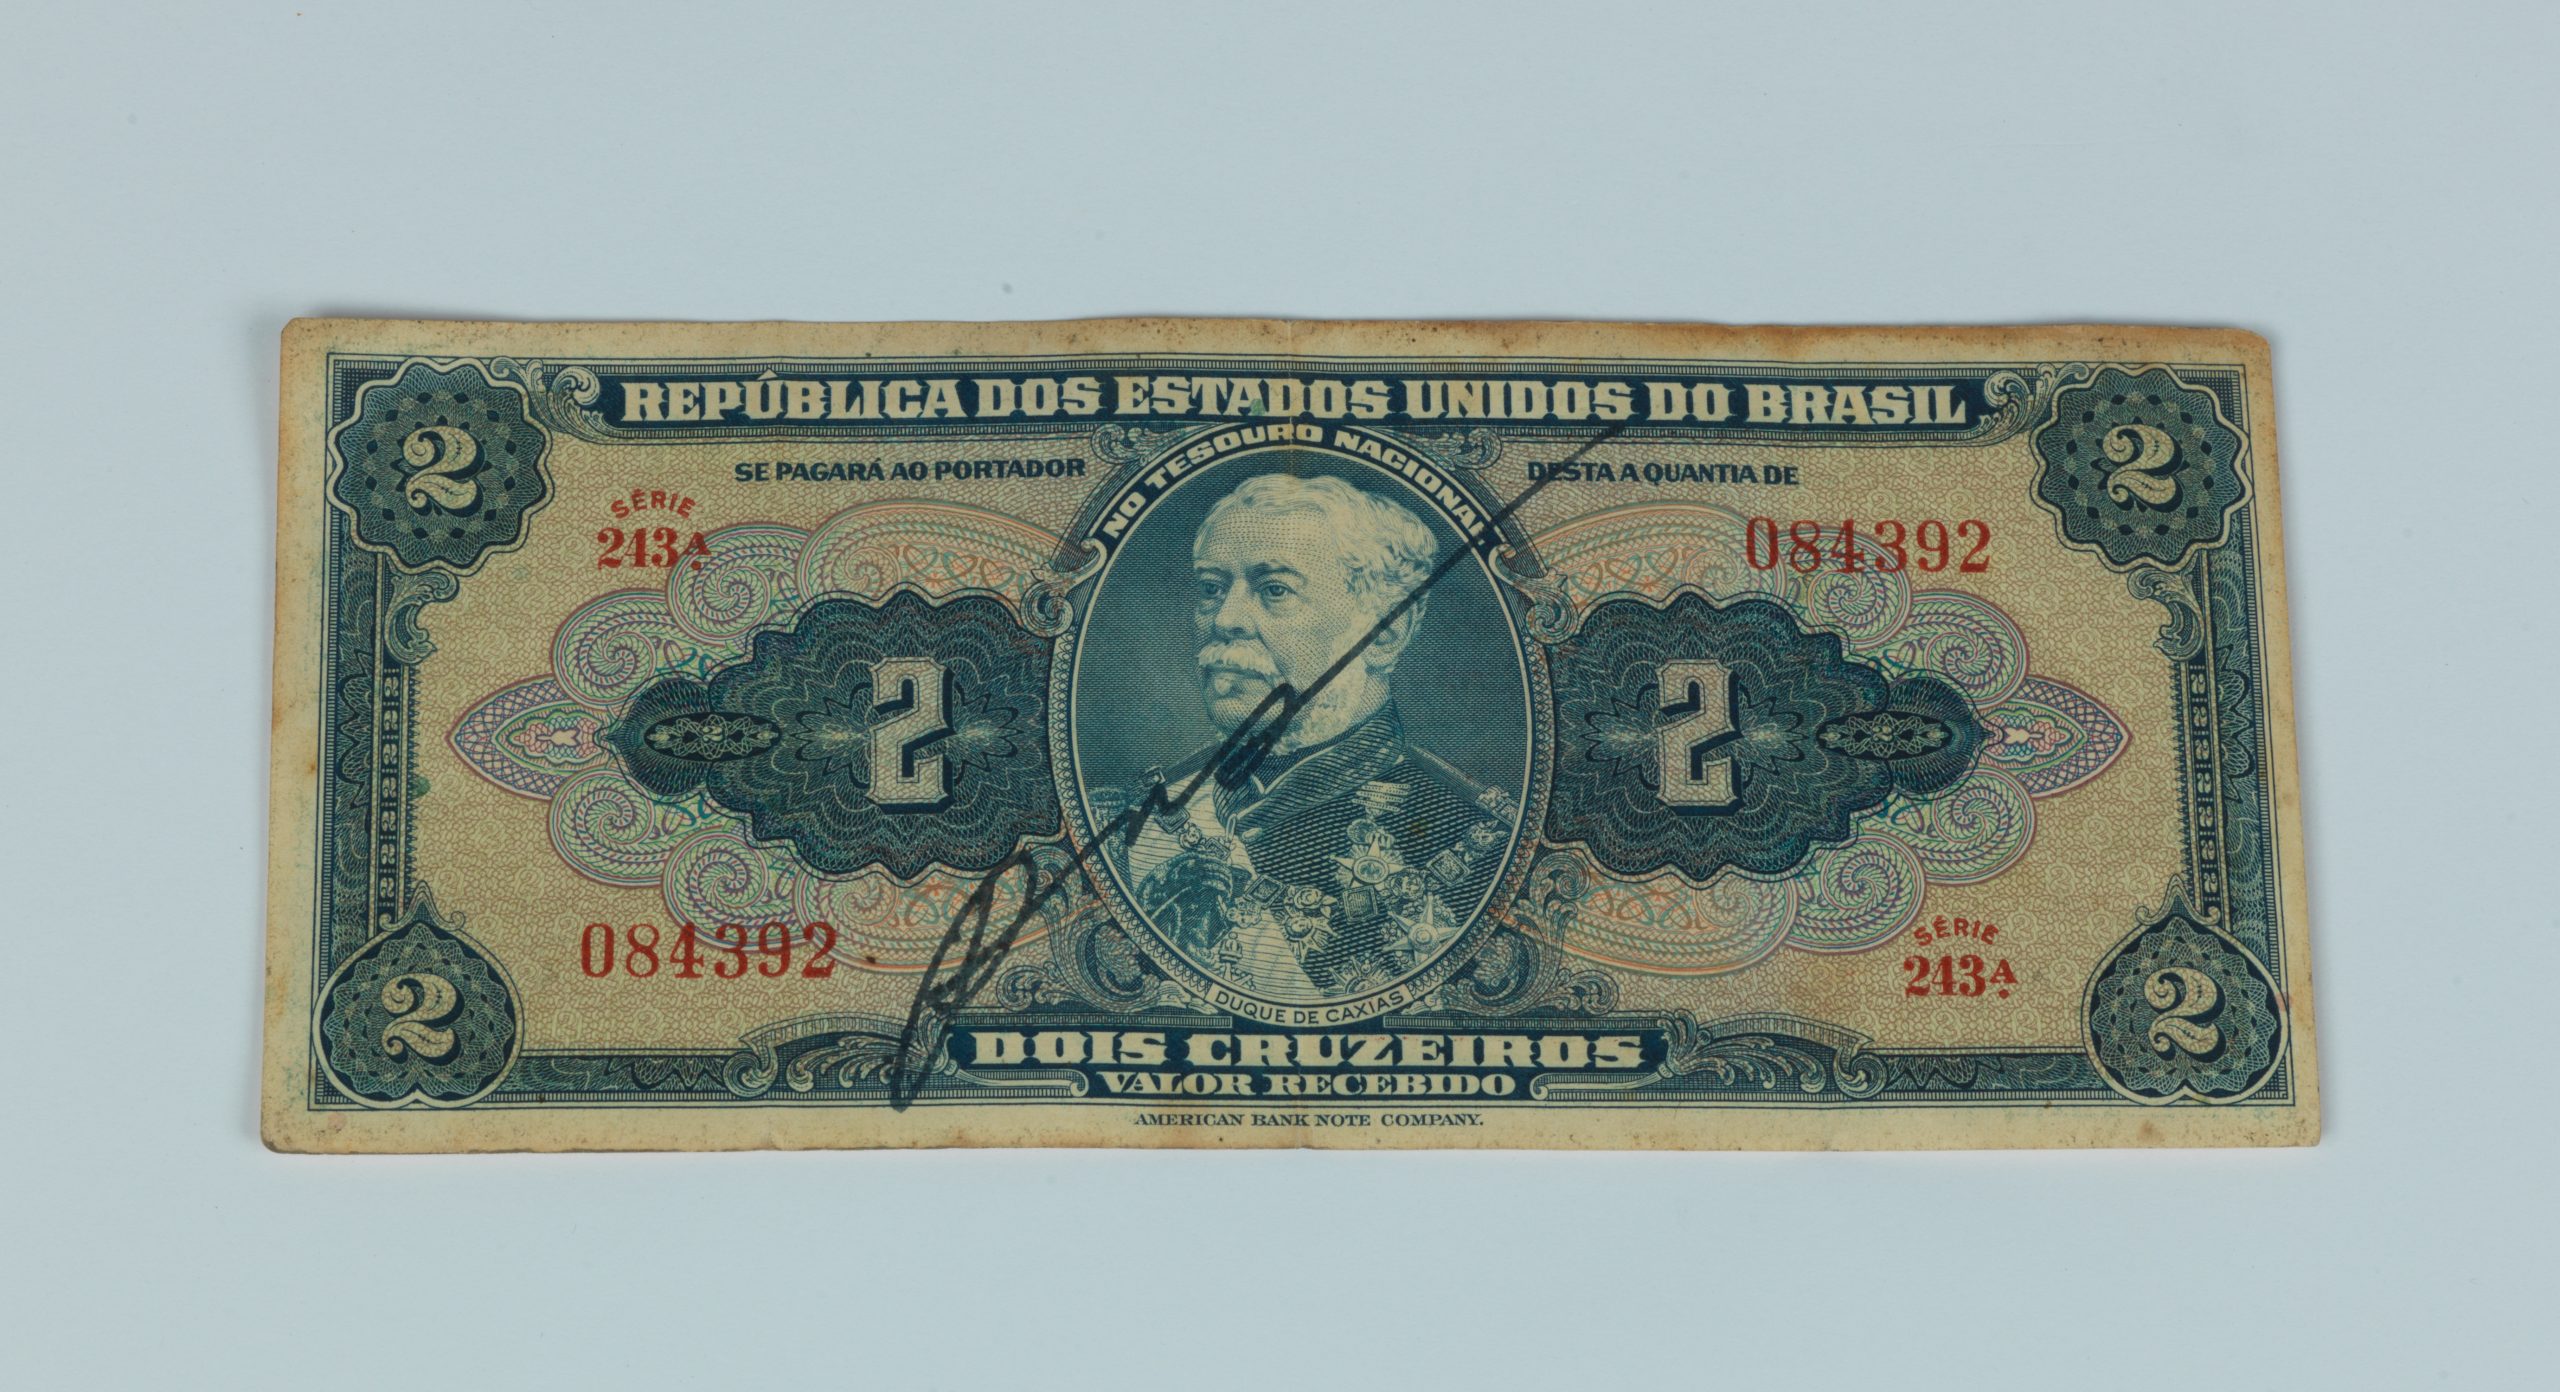 2 REPÚBLICA DOS ESTADOS UNIDOS DO BRASIL 2
NO TESOURO NACIONAL,
SE PAGARÁ AO PORTADOR DESTA A QUANTIA DE
SÉRIE
243A.
084392
2 2
2 2
084392
SÉRIE
243A.
DUQUE DE CAXIAS
2 DOIS CRUZEIROS 2
VALOR RECEBIDO
AMERICAN BANK NOTE COMPANY.